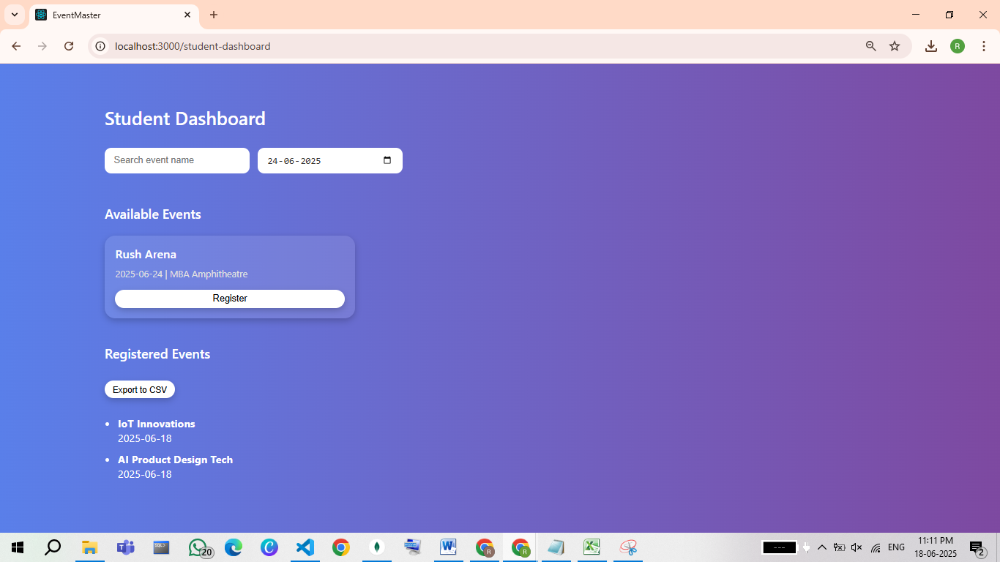 EventMaster
localhost:3000/student-dashboard
R
Student Dashboard
Search event name
24-06-2025
Available Events
Rush Arena
2025-06-24 | MBA Amphitheatre
Register
Registered Events
Export to CSV
• IoT Innovations
2025-06-18
• AI Product Design Tech
2025-06-18
20
R
R
---
ENG
11:11 PM
18-06-2025
2